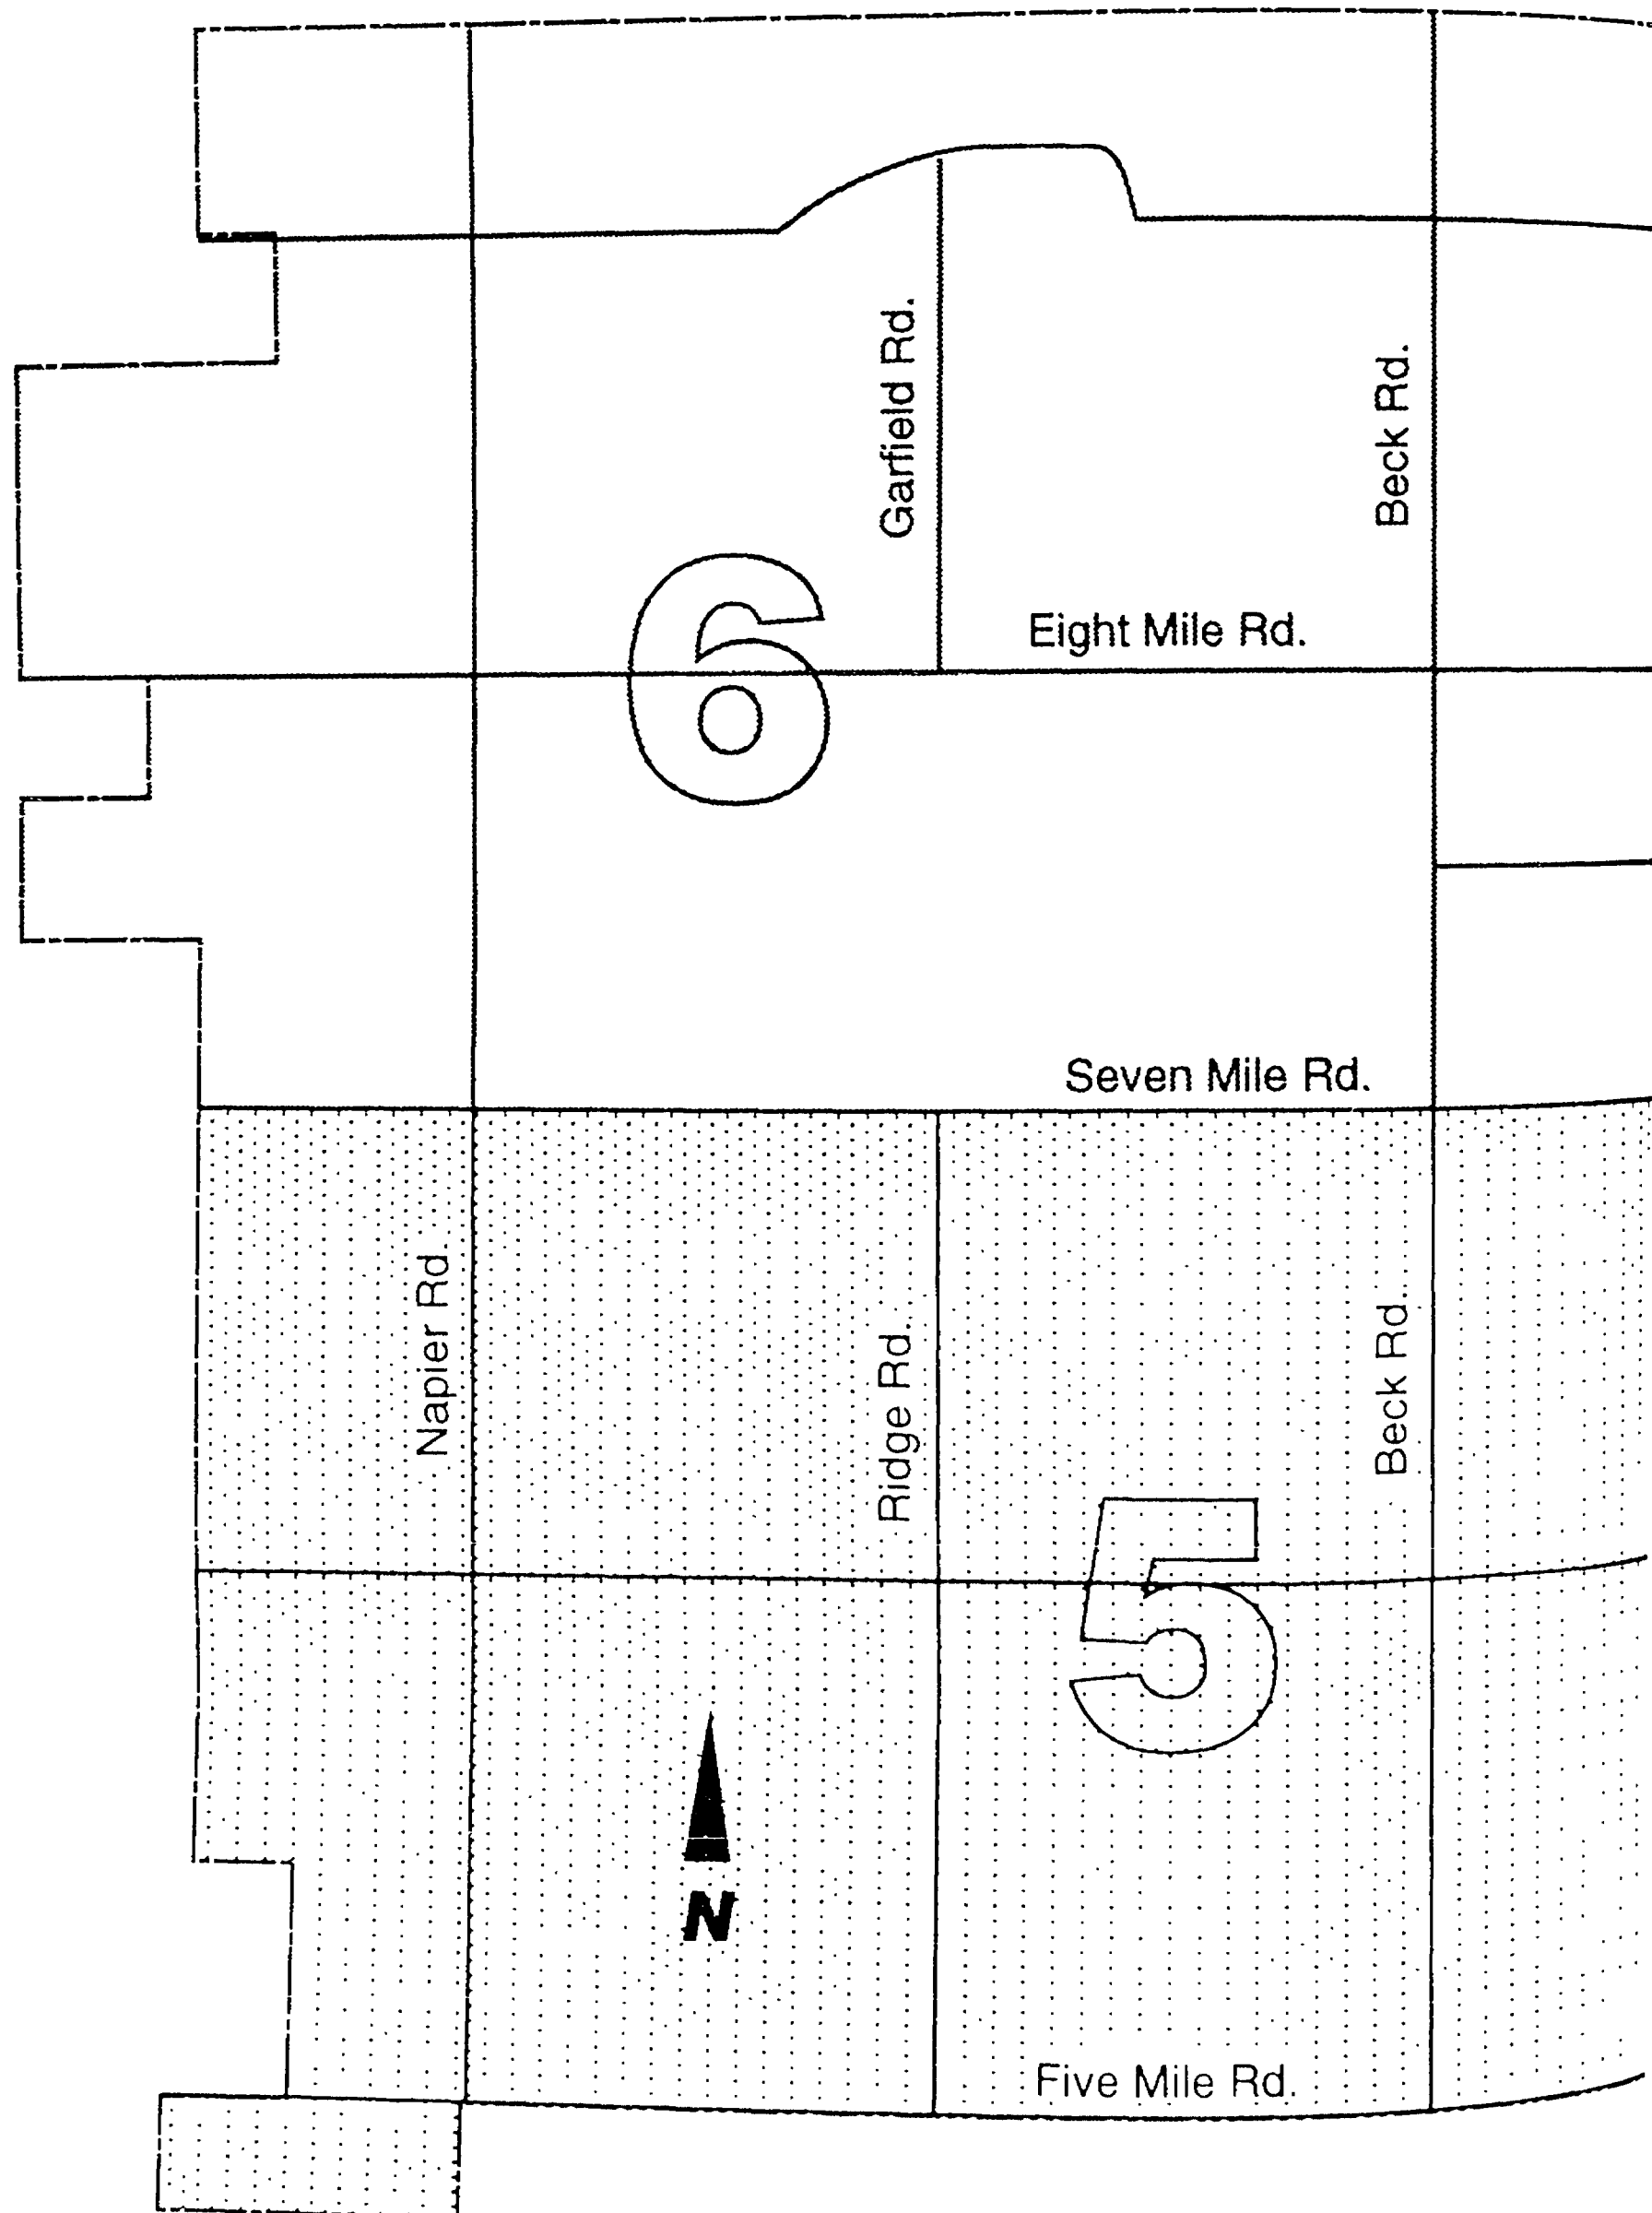 Garfield Rd.
Beck Rd.
6
Eight Mile Rd.
Seven Mile Rd.
Napier Rd.
Ridge Rd.
Beck Rd.
5
N
Five Mile Rd.